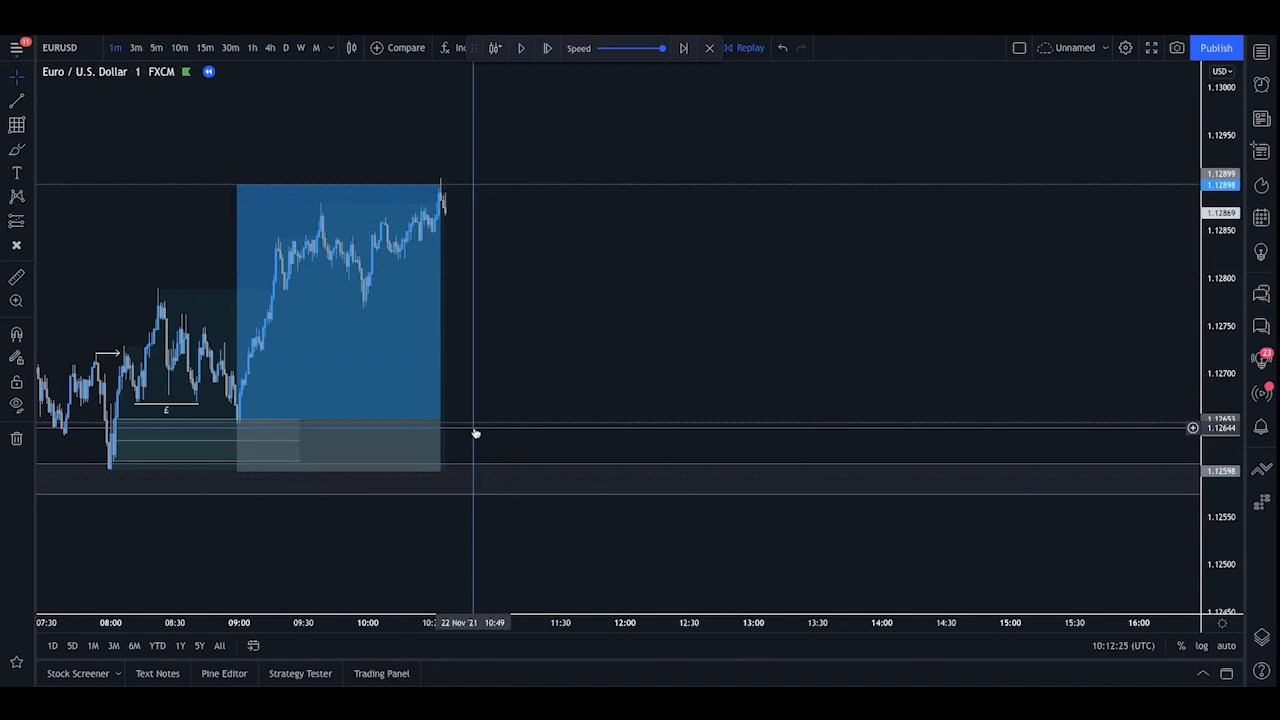 11
EURUSD
1m 3m 5m 10m 15m 30m 1h 4h D W M
Compare
Speed
Replay
Unnamed
Publish
Euro / U.S. Dollar 1 FXCM
USD
1.13000
1.12950
1.12899
1.12898
1.12869
1.12850
1.12800
1.12750
1.12700
1.12653
1.12644
1.12598
1.12550
1.12500
1.12450
23
£
07:30 08:00 08:30 09:00 09:30 10:00 22 Nov '21 10:49 11:30 12:00 12:30 13:00 13:30 14:00 14:30 15:00 15:30 16:00
1D 5D 1M 3M 6M YTD 1Y 5Y All
10:12:25 (UTC) % log auto
Stock Screener Text Notes Pine Editor Strategy Tester Trading Panel